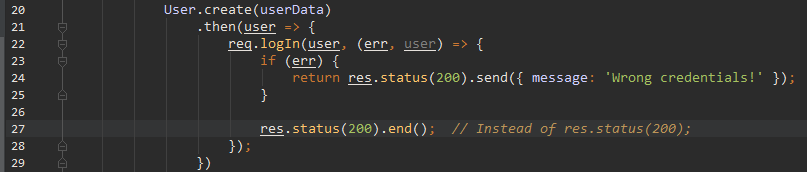 20 User.create(userData)
21 .then(user => {
22 req.logIn(user, (err, user) => {
23 if (err) {
24 return res.status(200).send({ message: 'Wrong credentials!' });
25 }
26
27 res.status(200).end(); // Instead of res.status(200);
28 });
29 })